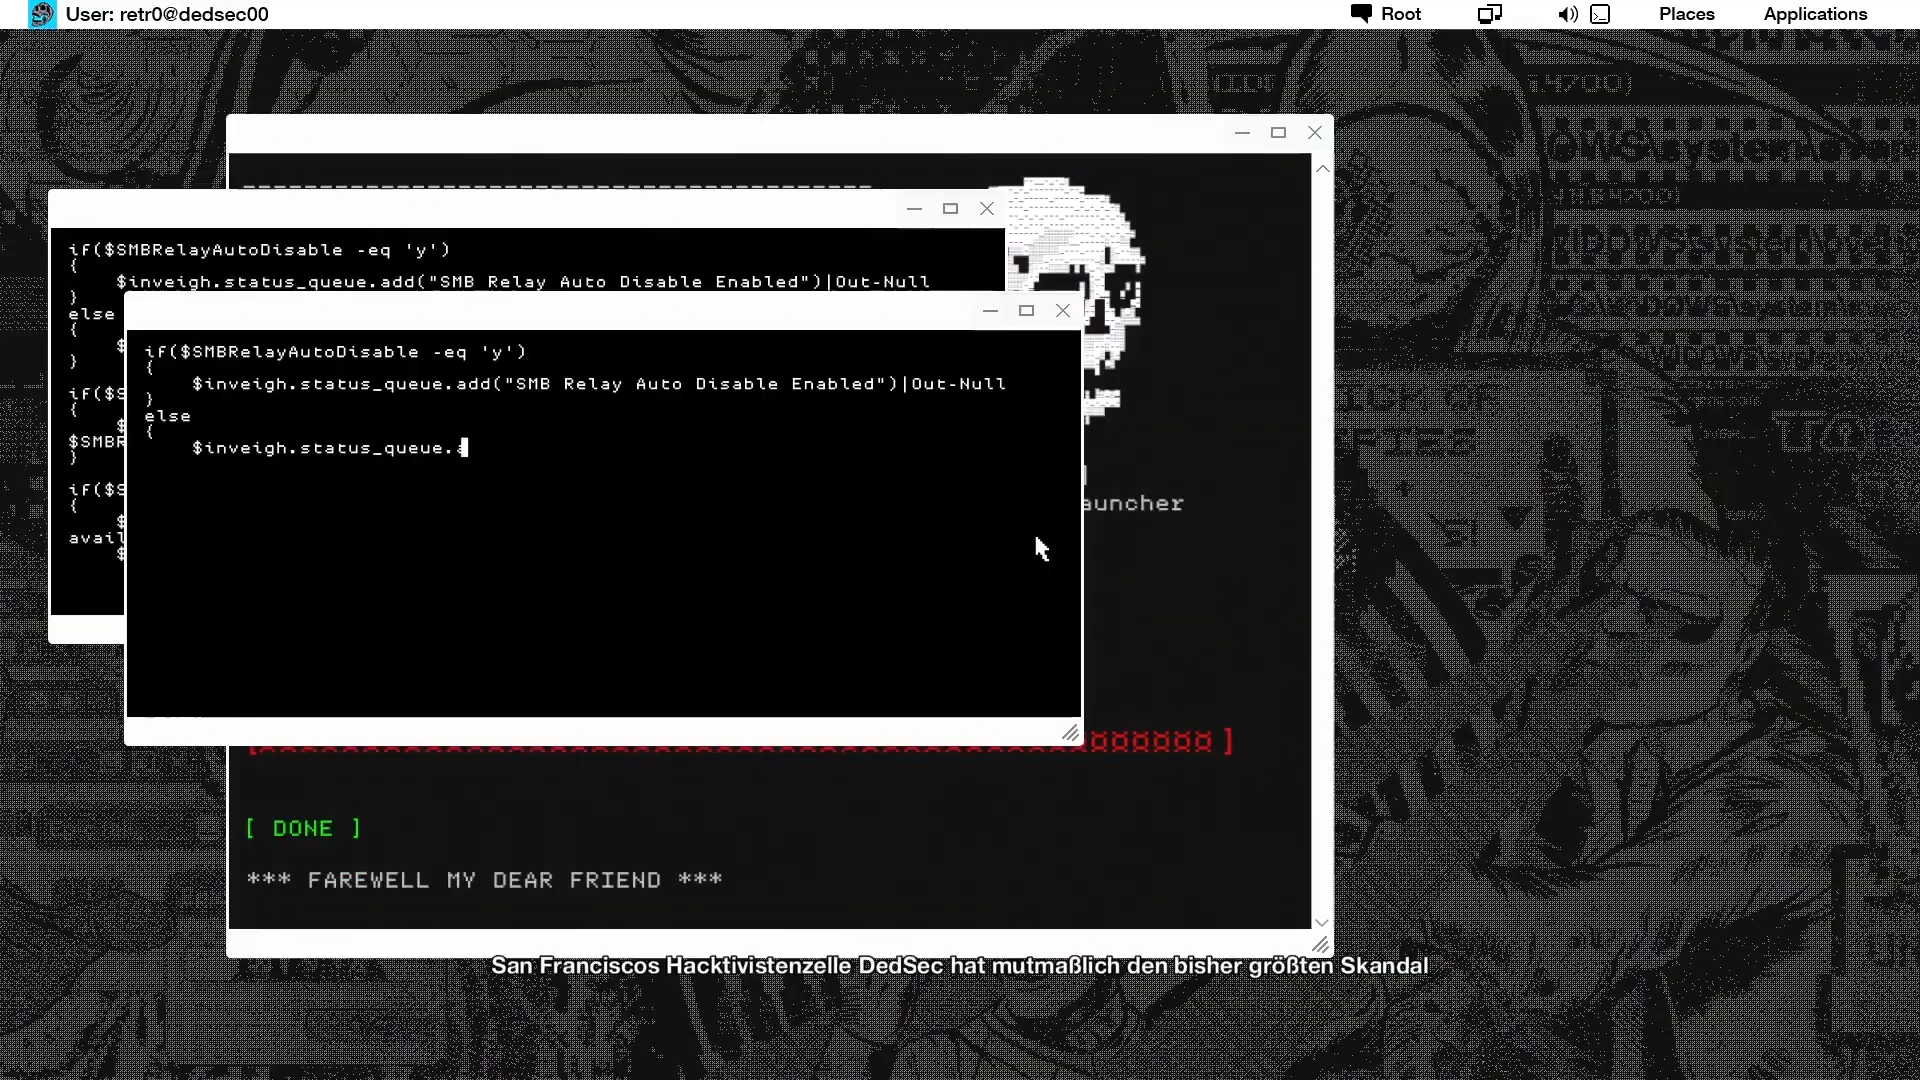 User: retr0@dedsec00
Root
Places
Applications
if($SMBRelayAutoDisable -eq 'y')
{
$inveigh.status_queue.add("SMB Relay Auto Disable Enabled")|Out-Null
}
else
{
$
}
if($S
{
$
$SMBR
}
if($S
{
$
avail
$
if($SMBRelayAutoDisable -eq 'y')
{
$inveigh.status_queue.add("SMB Relay Auto Disable Enabled")|Out-Null
}
else
{
$inveigh.status_queue.a
auncher
[ DONE ]
*** FAREWELL MY DEAR FRIEND ***
San Franciscos Hacktivistenzelle DedSec hat mutmaßlich den bisher größten Skandal